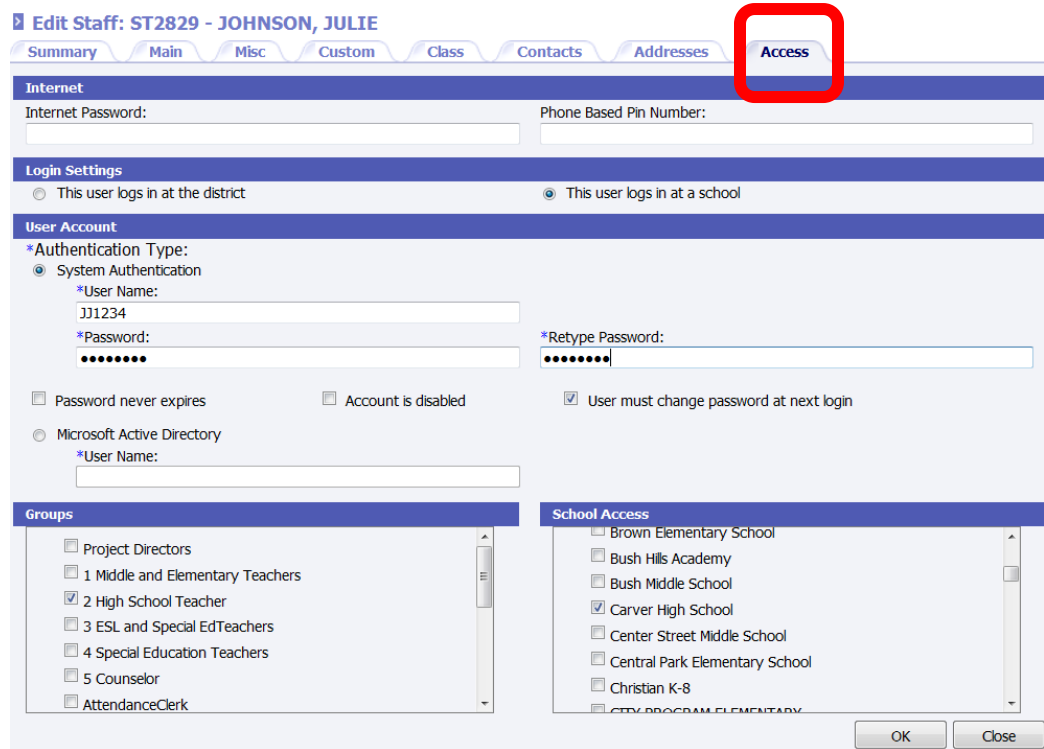 Edit Staff: ST2829 - JOHNSON, JULIE
Summary Main Misc Custom Class Contacts Addresses Access
Internet
Internet Password: Phone Based Pin Number:
Login Settings
This user logs in at the district This user logs in at a school
User Account
*Authentication Type:
System Authentication
*User Name:
JJ1234
*Password: *Retype Password:
•••••••• ••••••••
Password never expires Account is disabled User must change password at next login
Microsoft Active Directory
*User Name:
Groups
Project Directors
1 Middle and Elementary Teachers
2 High School Teacher
3 ESL and Special EdTeachers
4 Special Education Teachers
5 Counselor
AttendanceClerk
School Access
Brown Elementary School
Bush Hills Academy
Bush Middle School
Carver High School
Center Street Middle School
Central Park Elementary School
Christian K-8
CITY PROGRAM ELEMENTARY
OK Close